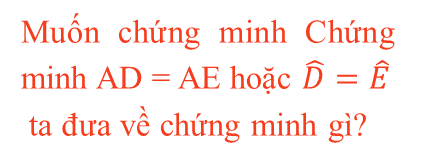 Muốn chứng minh Chứng
minh AD = AE hoặc D̂ = Ê
ta đưa về chứng minh gì?